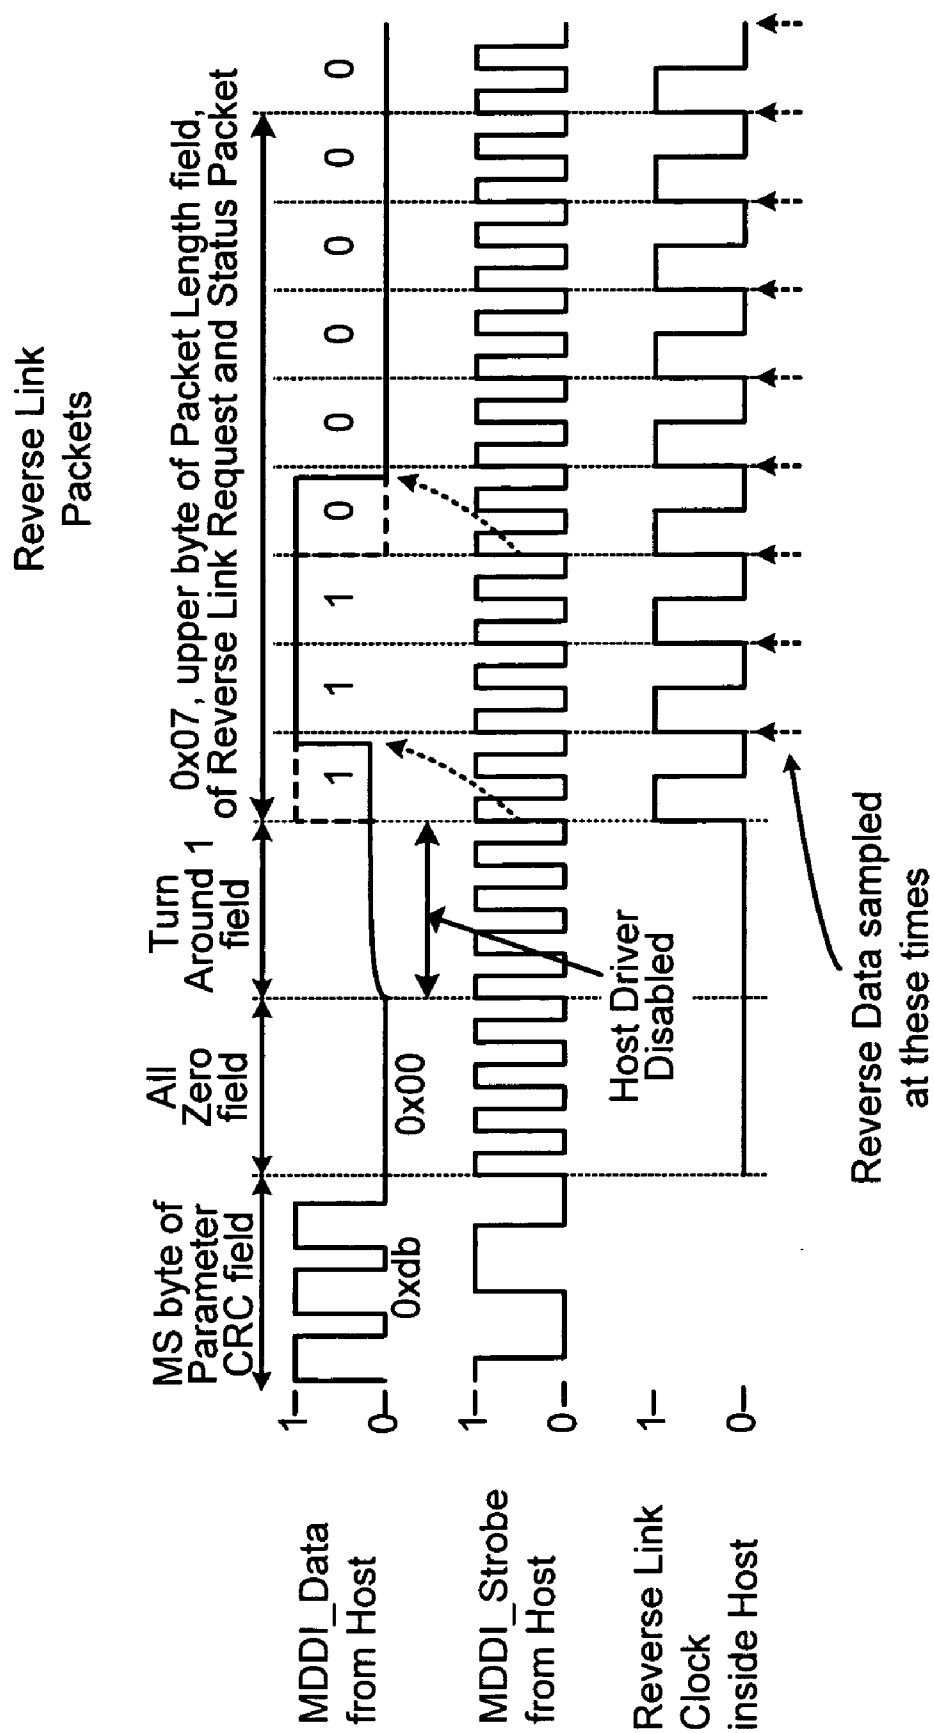 Reverse Link
Packets
MS byte of
Parameter
CRC field
All
Zero
field
Turn
Around 1
field
0x07, upper byte of Packet Length field,
of Reverse Link Request and Status Packet
MDDI_Data
from Host
1
0
0xdb
0x00
1 1 1 0 0 0 0 0 0
Host Driver
Disabled
MDDI_Strobe
from Host
1
0
Reverse Link
Clock
inside Host
1
0
Reverse Data sampled
at these times